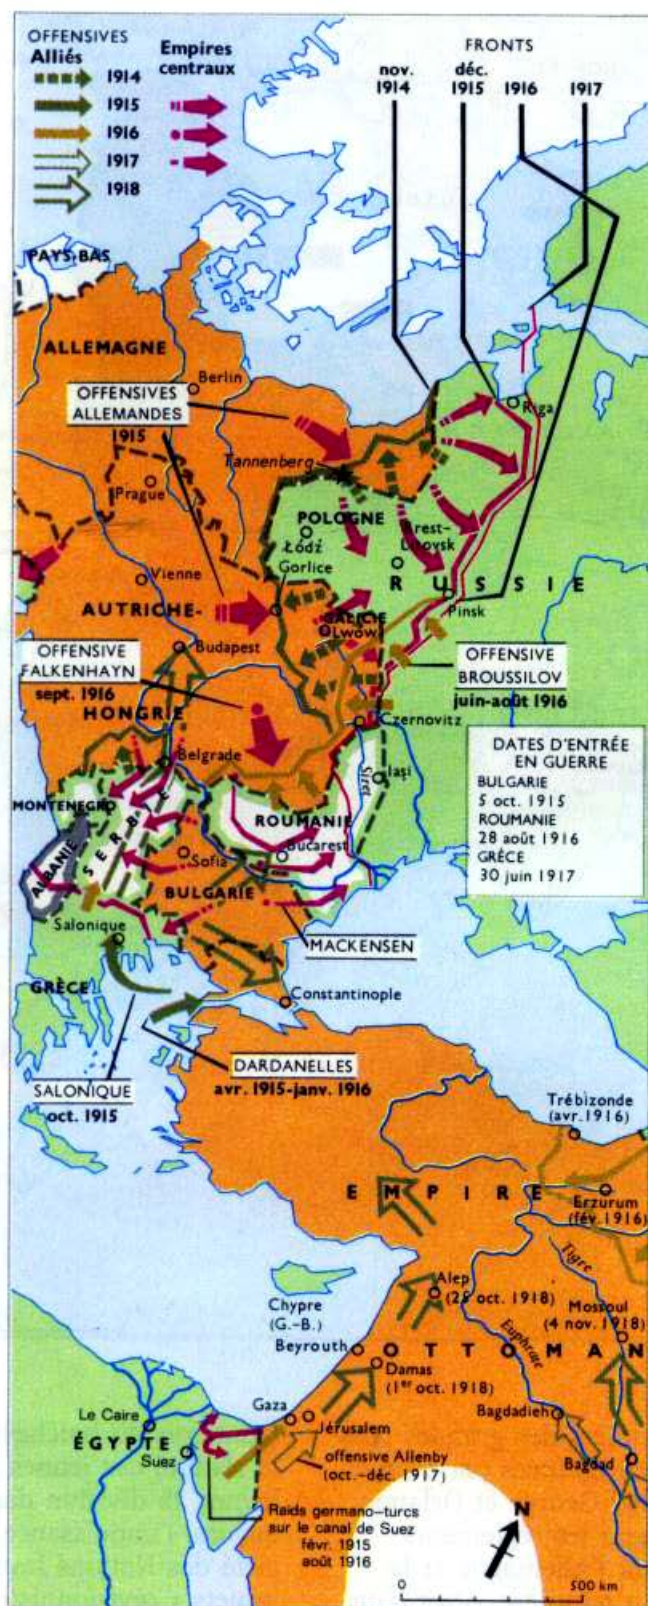 OFFENSIVES
Alliés
Empires
centraux
1914
1915
1916
1917
1918
FRONTS
nov.
1914
déc.
1915
1916
1917
PAYS-BAS
ALLEMAGNE
Berlin
OFFENSIVES
ALLEMANDES
1915
Riga
Tannenberg
Prague
POLOGNE
Łódź
Brest-
Litovsk
Gorlice
RUSSIE
Vienne
Pinsk
AUTRICHE-
GALICIE
Lwów
Budapest
OFFENSIVE
FALKENHAYN
sept. 1916
OFFENSIVE
BROUSSILOV
juin-août 1916
HONGRIE
Czernovitz
Belgrade
Siret
Iaşi
DATES D'ENTRÉE
EN GUERRE
BULGARIE
5 oct. 1915
ROUMANIE
28 août 1916
GRÈCE
30 juin 1917
MONTENEGRO
SERBIE
ROUMANIE
Bucarest
ALBANIE
Sofia
BULGARIE
Salonique
MACKENSEN
GRÈCE
Constantinople
DARDANELLES
avr. 1915-janv. 1916
SALONIQUE
oct. 1915
Trébizonde
(avr. 1916)
EMPIRE
Erzurum
(fév. 1916)
Tigre
Alep
(25 oct. 1918)
Chypre
(G.-B.)
Mossoul
(4 nov. 1918)
Euphrate
Beyrouth
OTTOMAN
Damas
(1er oct. 1918)
Gaza
Le Caire
Jérusalem
Bagdadieh
ÉGYPTE
Suez
offensive Allenby
(oct.-déc. 1917)
Bagdad
Raids germano-turcs
sur le canal de Suez
févr. 1915
août 1916
N
0
500 km